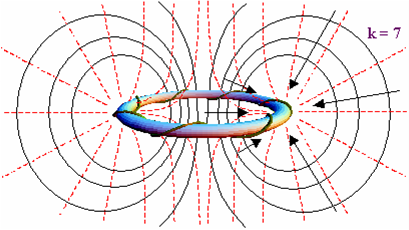 k = 7